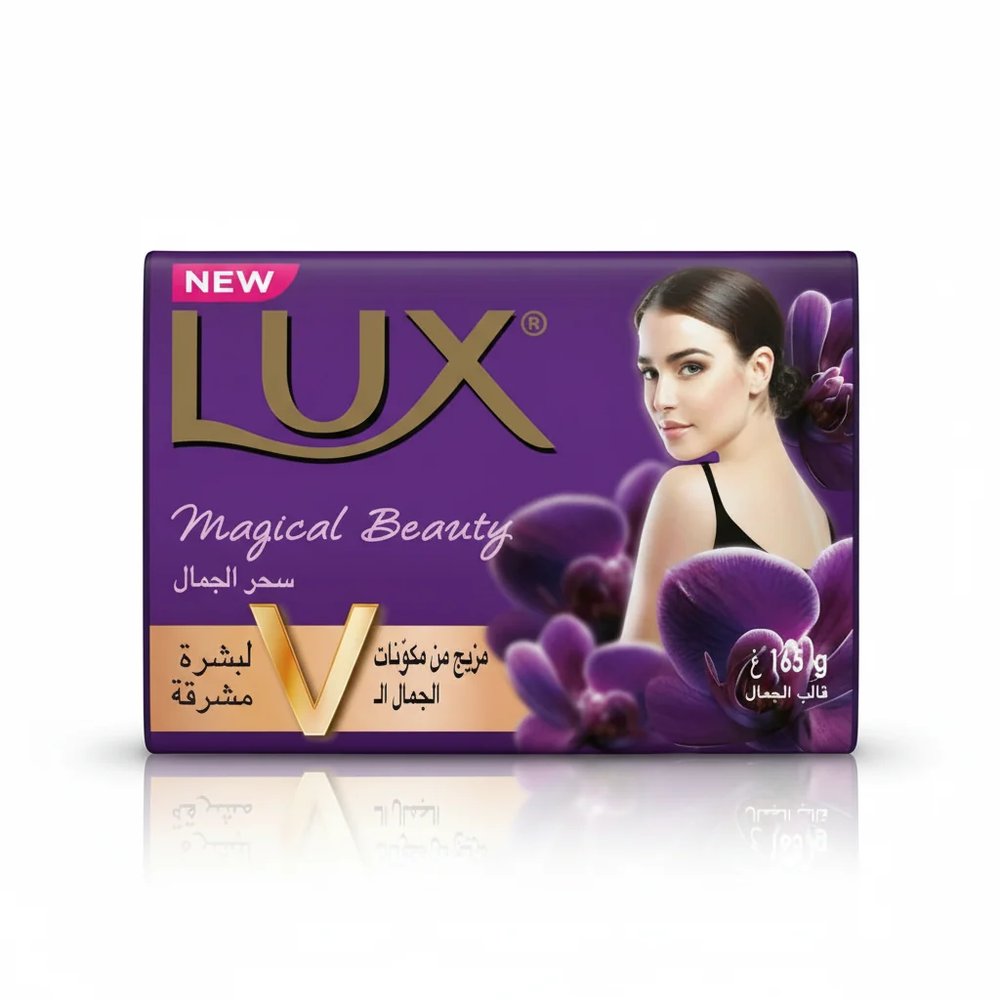 NEW
LUX®
Magical Beauty
سحر الجمال
مزيج من مكوّنات
الجمال الـ
V
لبشرة
مشرقة
165 g غ
قالب الجمال